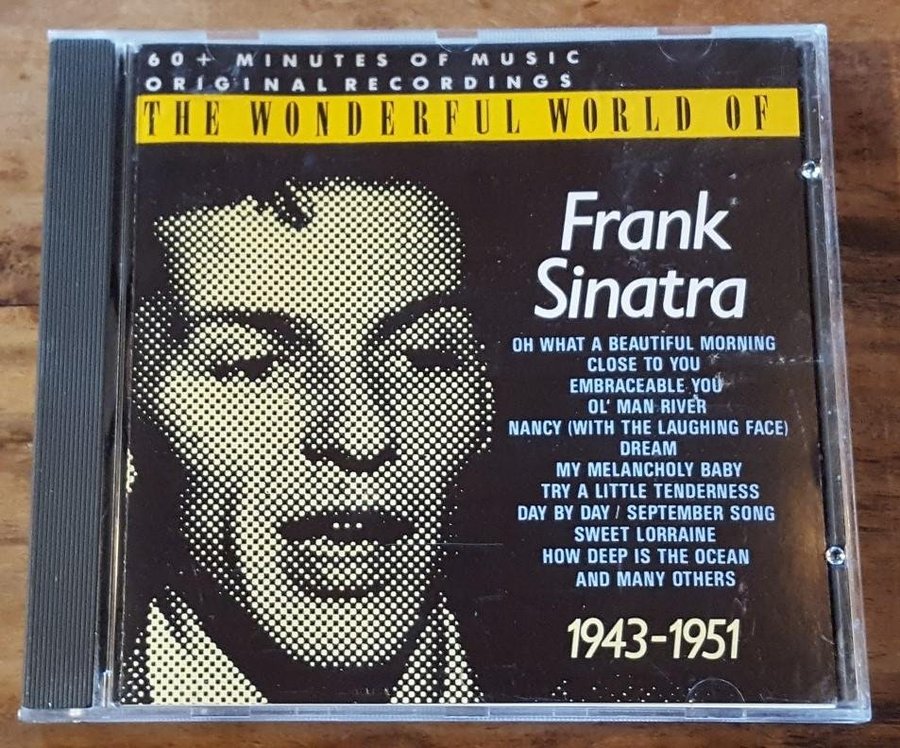 60+ MINUTES OF MUSIC
ORIGINAL RECORDINGS
THE WONDERFUL WORLD OF
Frank
Sinatra
OH WHAT A BEAUTIFUL MORNING
CLOSE TO YOU
EMBRACEABLE YOU
OL' MAN RIVER
NANCY (WITH THE LAUGHING FACE)
DREAM
MY MELANCHOLY BABY
TRY A LITTLE TENDERNESS
DAY BY DAY / SEPTEMBER SONG
SWEET LORRAINE
HOW DEEP IS THE OCEAN
AND MANY OTHERS
1943-1951